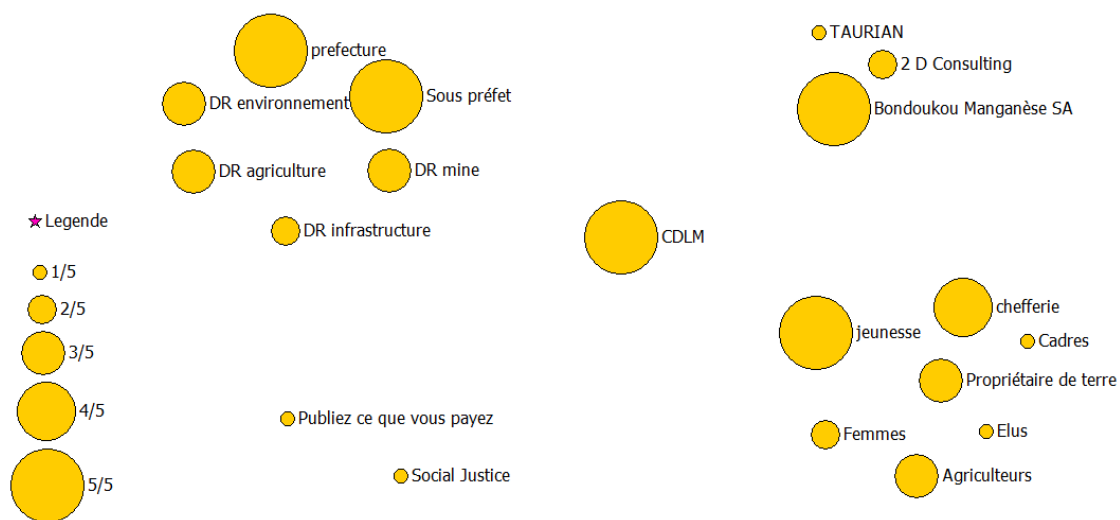 prefecture
DR environnement
Sous préfet
DR agriculture
DR mine
DR infrastructure
Legende
1/5
2/5
3/5
4/5
5/5
Publiez ce que vous payez
Social Justice
TAURIAN
2 D Consulting
Bondoukou Manganèse SA
CDLM
chefferie
jeunesse
Cadres
Propriétaire de terre
Femmes
Elus
Agriculteurs